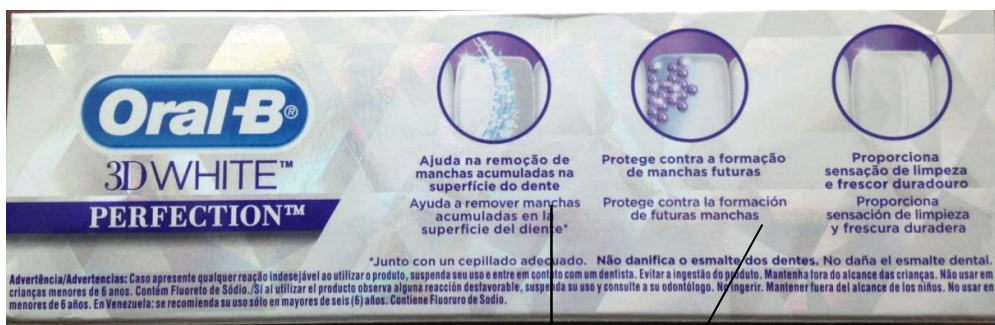 Oral-B®
3D WHITE™
PERFECTION™
Ajuda na remoção de
manchas acumuladas na
superfície do dente
Ayuda a remover manchas
acumuladas en la
superficie del diente*
Protege contra a formação
de manchas futuras
Protege contra la formación
de futuras manchas
Proporciona
sensação de limpeza
e frescor duradouro
Proporciona
sensación de limpieza
y frescura duradera
*Junto con un cepillado adequado. Não danifica o esmalte dos dentes. No daña el esmalte dental.
Advertência/Advertencias: Caso apresente qualquer reação indesejável ao utilizar o produto, suspenda seu uso e entre em contato com um dentista. Evitar a ingestão do produto. Mantenha fora do alcance das crianças. Não usar em
crianças menores de 6 anos. Contém Fluoreto de Sódio./Si al utilizar el producto observa alguna reacción desfavorable, suspenda su uso y consulte a su odontólogo. No ingerir. Mantener fuera del alcance de los niños. No usar en
menores de 6 años. En Venezuela: se recomienda su uso sólo en mayores de seis (6) años. Contiene Fluoruro de Sodio.